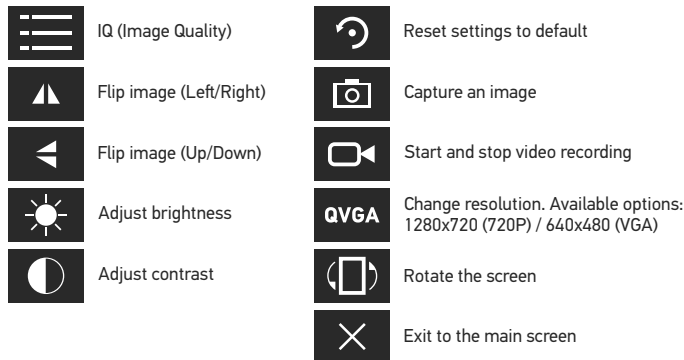 IQ (Image Quality)
Flip image (Left/Right)
Flip image (Up/Down)
Adjust brightness
Adjust contrast
Reset settings to default
Capture an image
Start and stop video recording
QVGA
Change resolution. Available options:
1280x720 (720P) / 640x480 (VGA)
Rotate the screen
Exit to the main screen